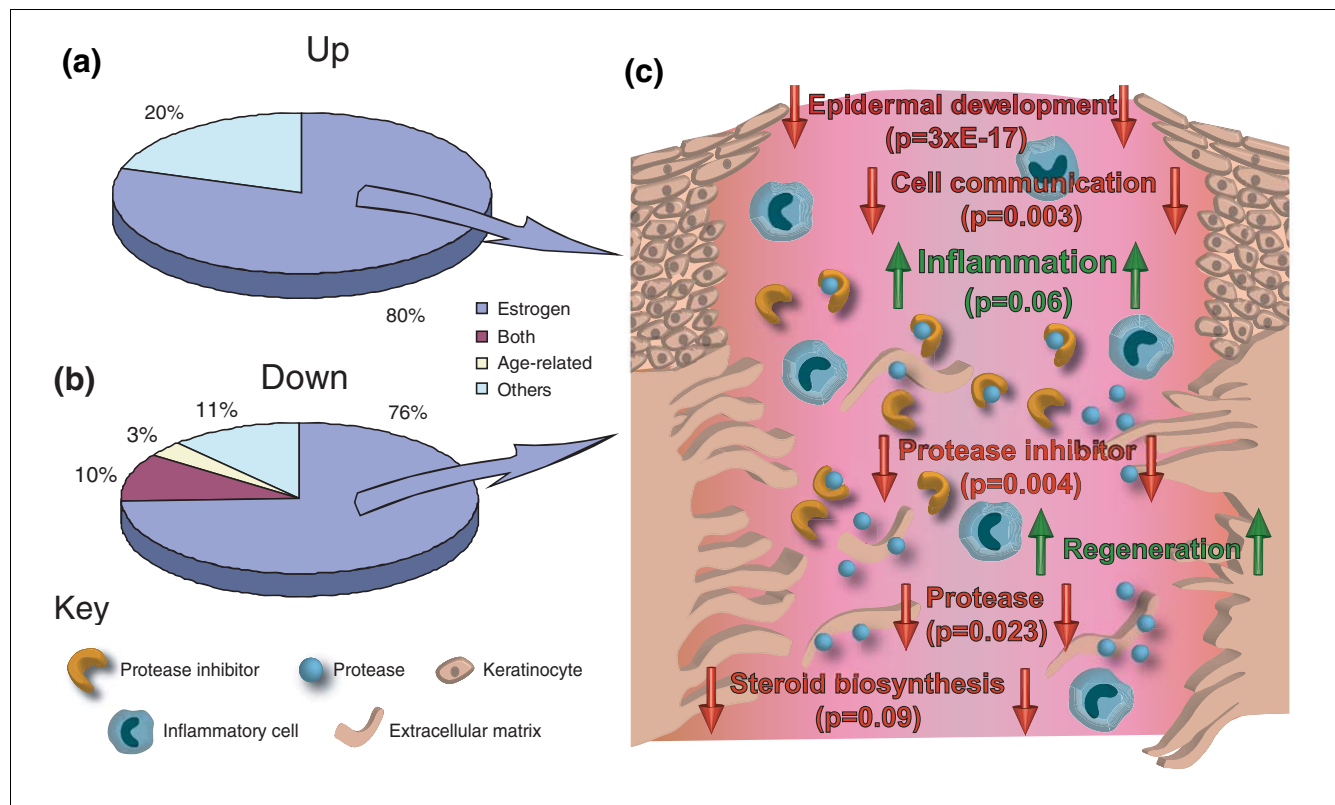 (a)
Up
20%
80%
Estrogen
Both
Age-related
Others
(b)
Down
11%
76%
3%
10%
Key
Protease inhibitor
Protease
Keratinocyte
Inflammatory cell
Extracellular matrix
(c)
Epidermal development
(p=3xE-17)
Cell communication
(p=0.003)
Inflammation
(p=0.06)
Protease inhibitor
(p=0.004)
Regeneration
Protease
(p=0.023)
Steroid biosynthesis
(p=0.09)